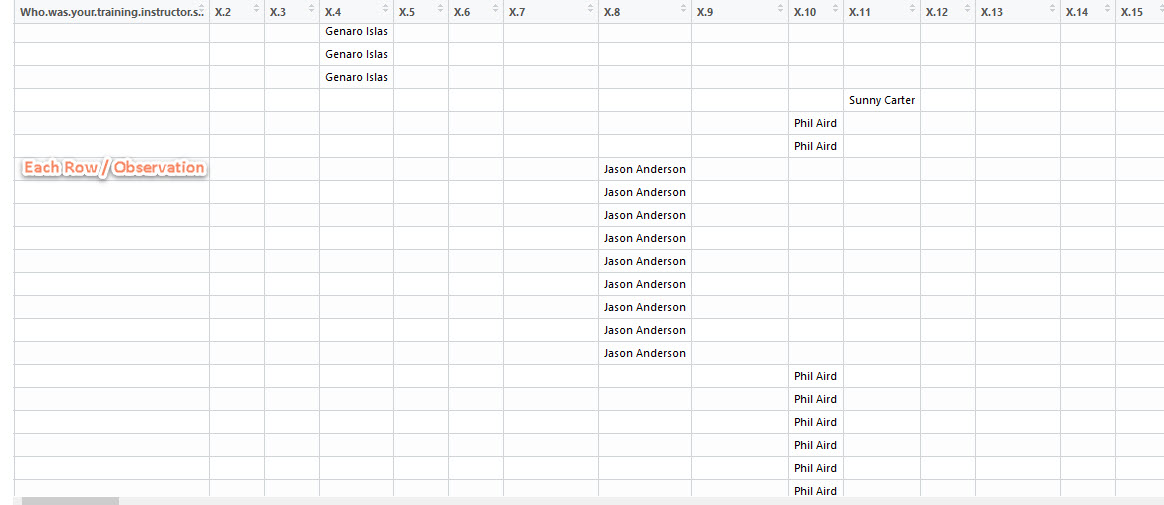 Who.was.your.training.instructor.s.. X.2 X.3 X.4 X.5 X.6 X.7 X.8 X.9 X.10 X.11 X.12 X.13 X.14 X.15
Genaro Islas
Genaro Islas
Genaro Islas
Sunny Carter
Phil Aird
Phil Aird
Each Row / Observation Jason Anderson
Jason Anderson
Jason Anderson
Jason Anderson
Jason Anderson
Jason Anderson
Jason Anderson
Jason Anderson
Jason Anderson
Phil Aird
Phil Aird
Phil Aird
Phil Aird
Phil Aird
Phil Aird